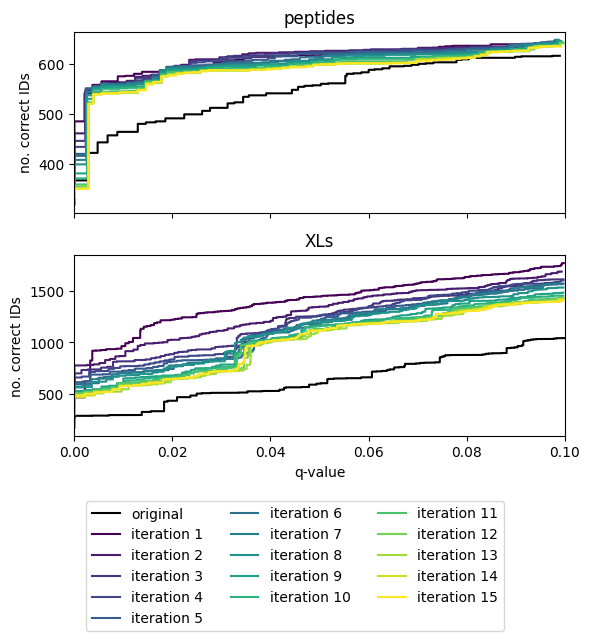 peptides
600
500
400
no. correct IDs
XLs
1500
1000
500
no. correct IDs
0.00 0.02 0.04 0.06 0.08 0.10
q-value
original
iteration 1
iteration 2
iteration 3
iteration 4
iteration 5
iteration 6
iteration 7
iteration 8
iteration 9
iteration 10
iteration 11
iteration 12
iteration 13
iteration 14
iteration 15